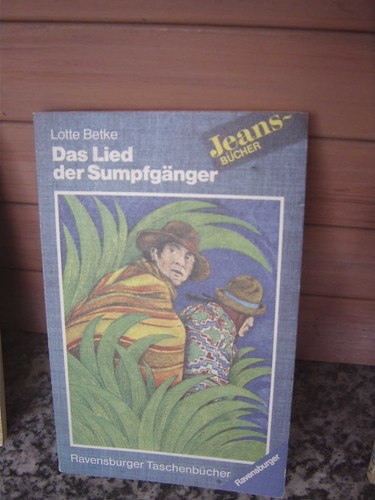 Lotte Betke
Jeans-
BÜCHER
Das Lied
der Sumpfgänger
Ravensburger Taschenbücher
Ravensburger